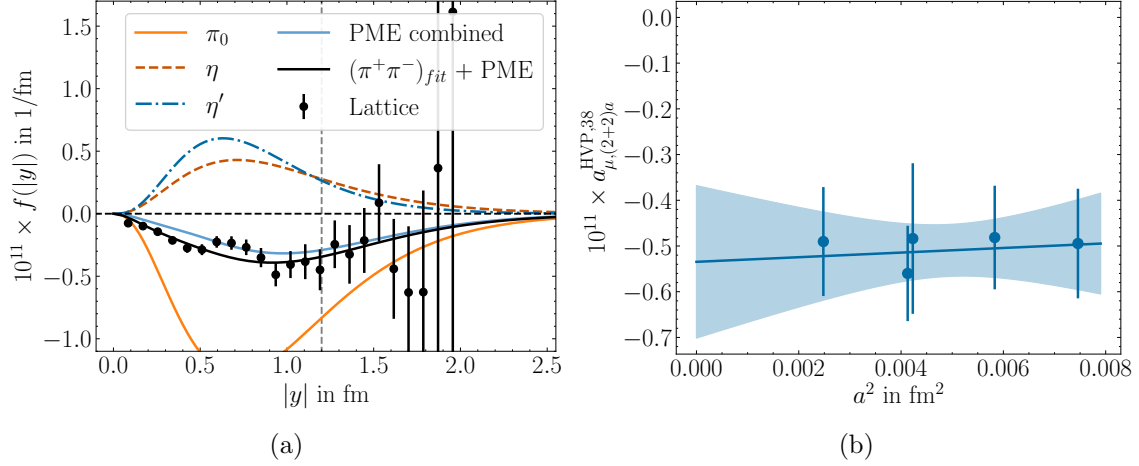 1.5
1.0
0.5
0.0
−0.5
−1.0
10^{11} × f(|y|) in 1/fm
π_0
η
η′
PME combined
(π^+π^−)_{fit} + PME
Lattice
0.0 0.5 1.0 1.5 2.0 2.5
|y| in fm
(a)
0.0
−0.1
−0.2
−0.3
−0.4
−0.5
−0.6
−0.7
10^{11} × a_{μ,(2+2)a}^{HVP,38}
0.000 0.002 0.004 0.006 0.008
a^2 in fm^2
(b)